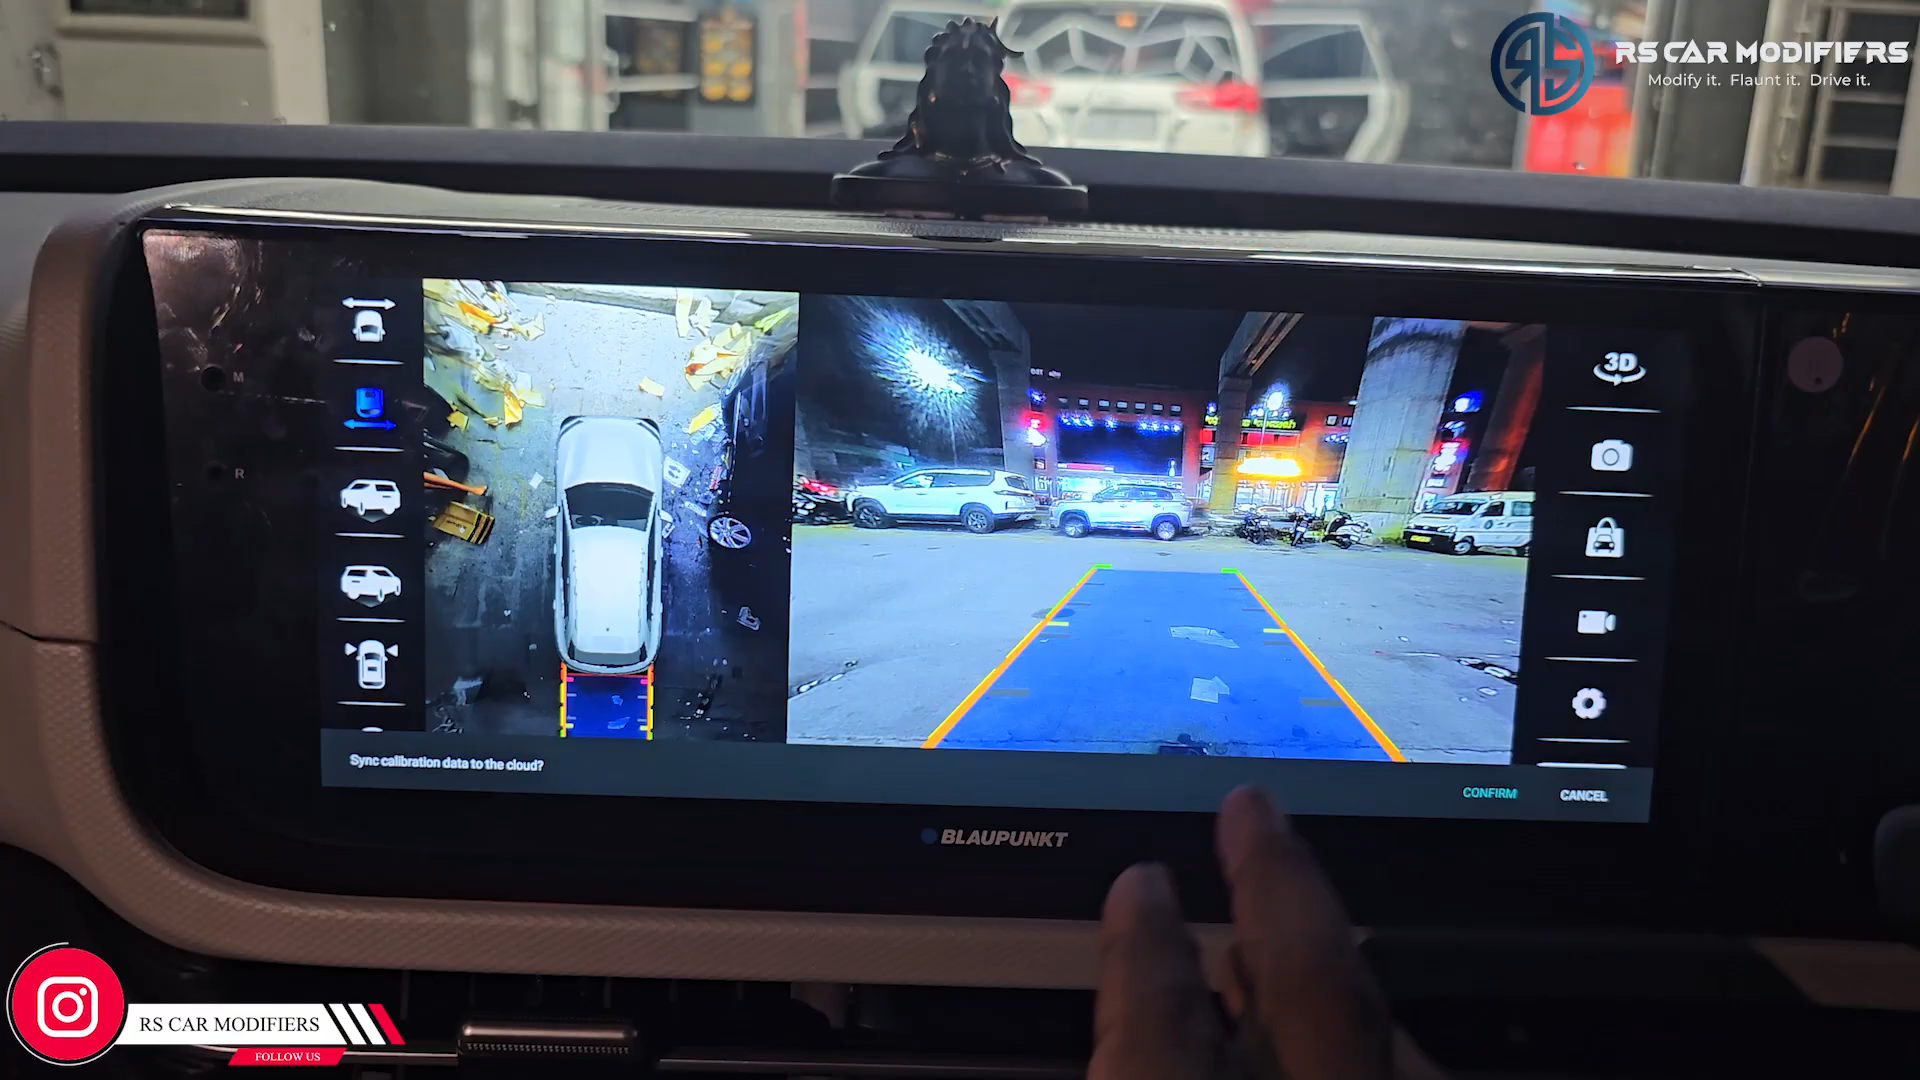 RS CAR MODIFIERS
Modify it. Flaunt it. Drive it.
M
R
3D
Sync calibration data to the cloud?
CONFIRM
CANCEL
BLAUPUNKT
RS CAR MODIFIERS
FOLLOW US